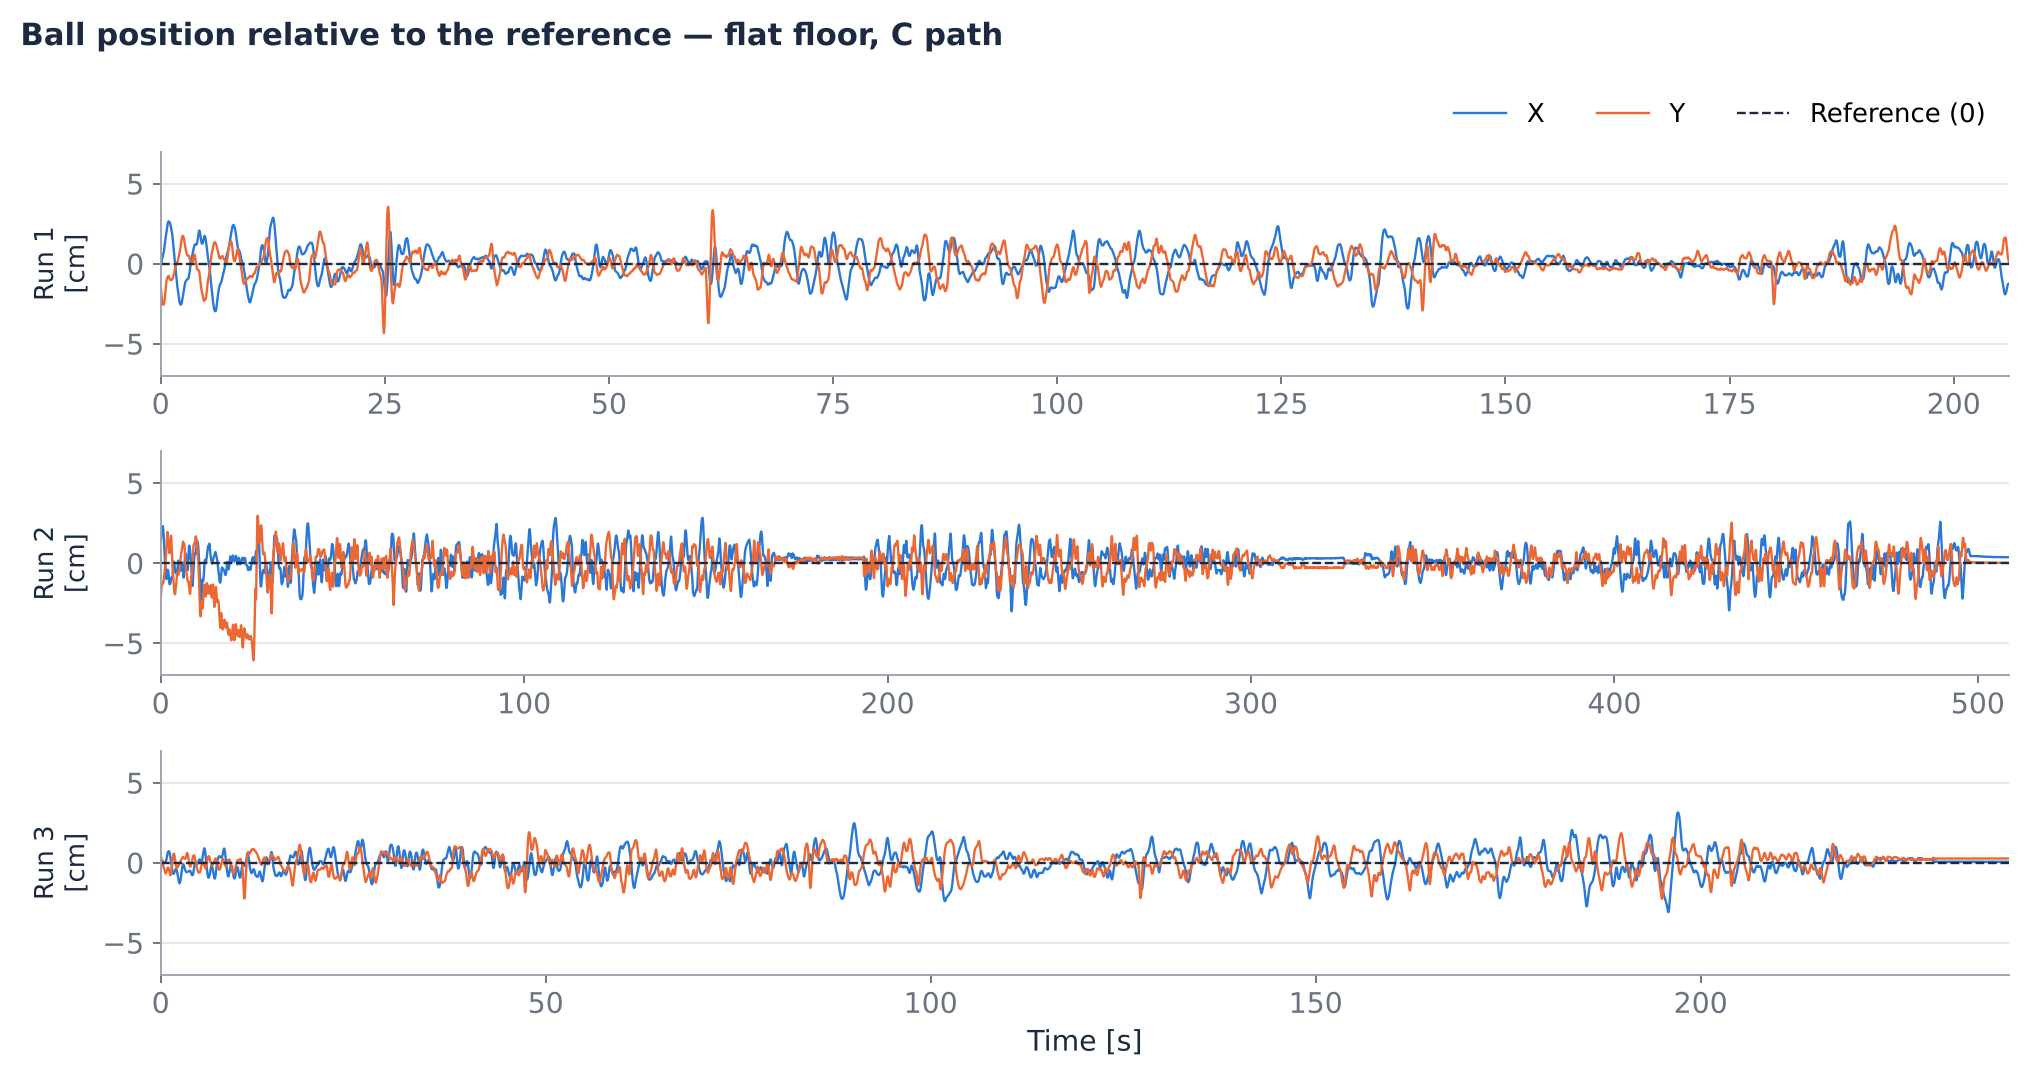 Ball position relative to the reference — flat floor, C path
X Y Reference (0)
Run 1
[cm]
5
0
−5
0 25 50 75 100 125 150 175 200
Run 2
[cm]
5
0
−5
0 100 200 300 400 500
Run 3
[cm]
5
0
−5
0 50 100 150 200
Time [s]